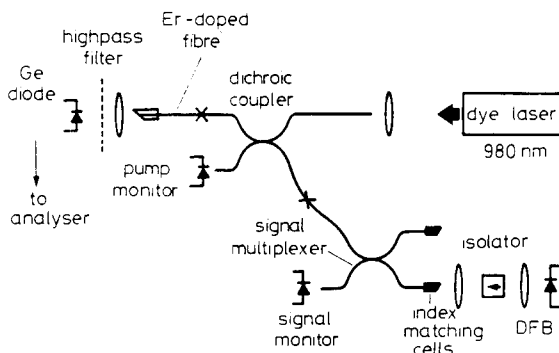 Er-doped
fibre
highpass
filter
Ge
diode
dichroic
coupler
dye laser
980 nm
pump
monitor
to
analyser
signal
multiplexer
isolator
signal
monitor
index
matching
cells
DFB